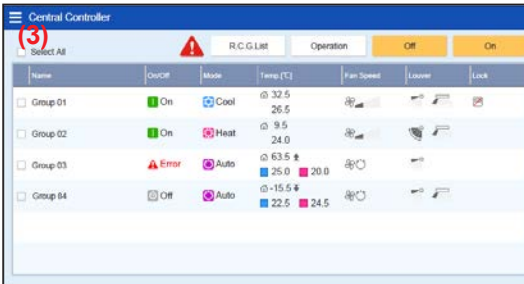 Central Controller
(3)
Select All
R.C.G.List Operation Off On
Name On/Off Mode Temp.[℃] Fan Speed Louver Lock
Group 01 On Cool 32.5
26.5
Group 02 On Heat 9.5
24.0
Group 03 Error Auto 63.5
25.0 20.0
Group 84 Off Auto -15.5
22.5 24.5